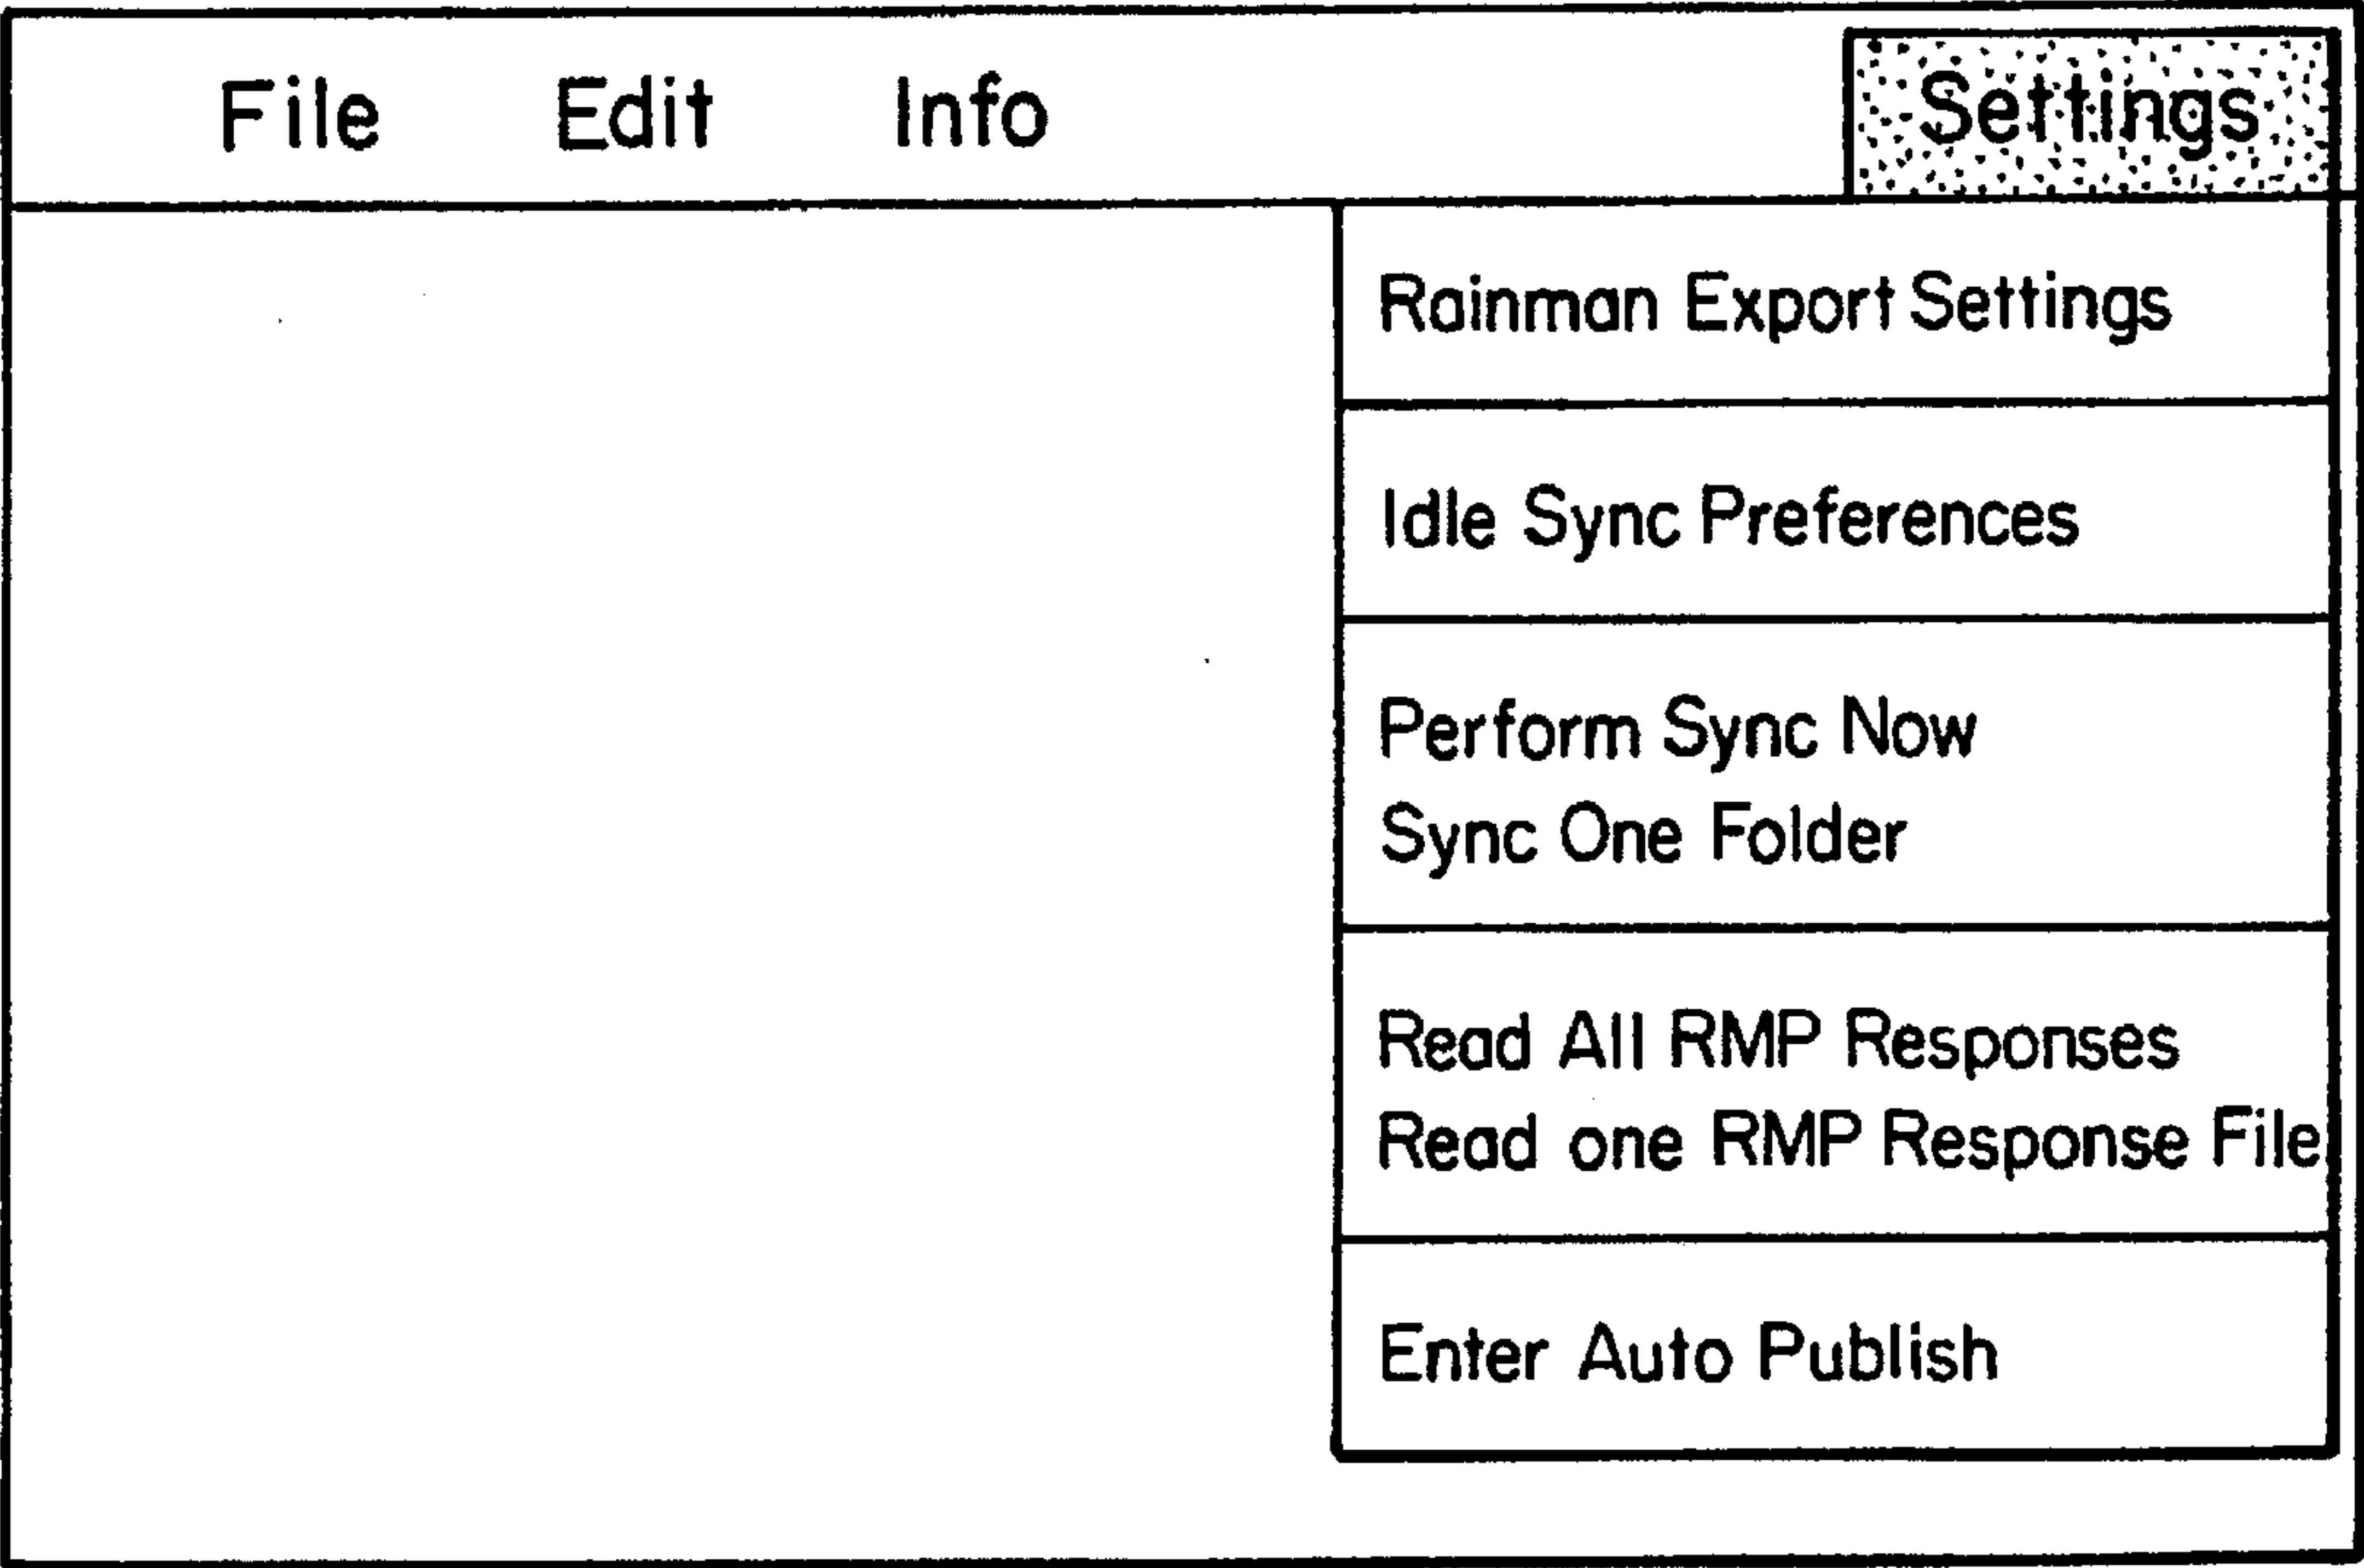 File Edit Info Settings
Rainman Export Settings
Idle Sync Preferences
Perform Sync Now
Sync One Folder
Read All RMP Responses
Read one RMP Response File
Enter Auto Publish